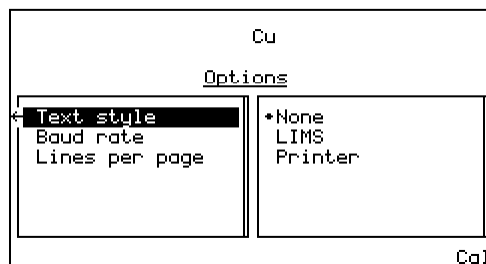 Cu
Options
Text style
Baud rate
Lines per page
•None
LIMS
Printer
Cal